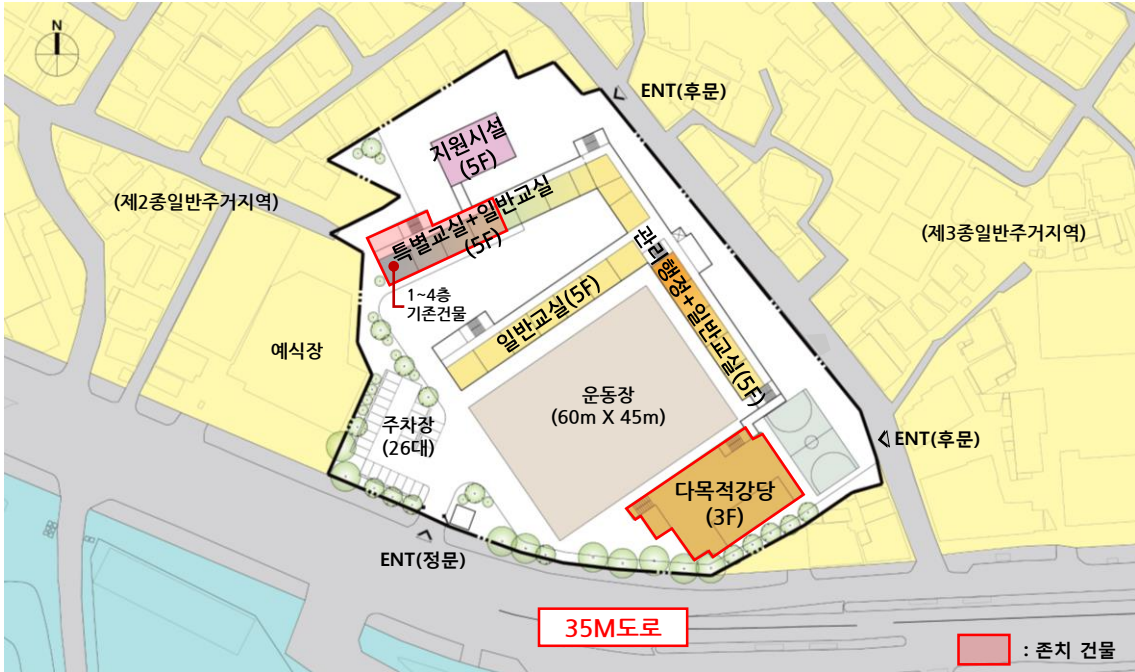 N
ENT(후문)
지원시설
(5F)
(제2종일반주거지역)
특별교실+일반교실
(5F)
(제3종일반주거지역)
관리행정+일반교실(5F)
1~4층
기존건물
일반교실(5F)
예식장
운동장
(60m X 45m)
주차장
(26대)
ENT(후문)
다목적강당
(3F)
ENT(정문)
35M도로
: 존치 건물